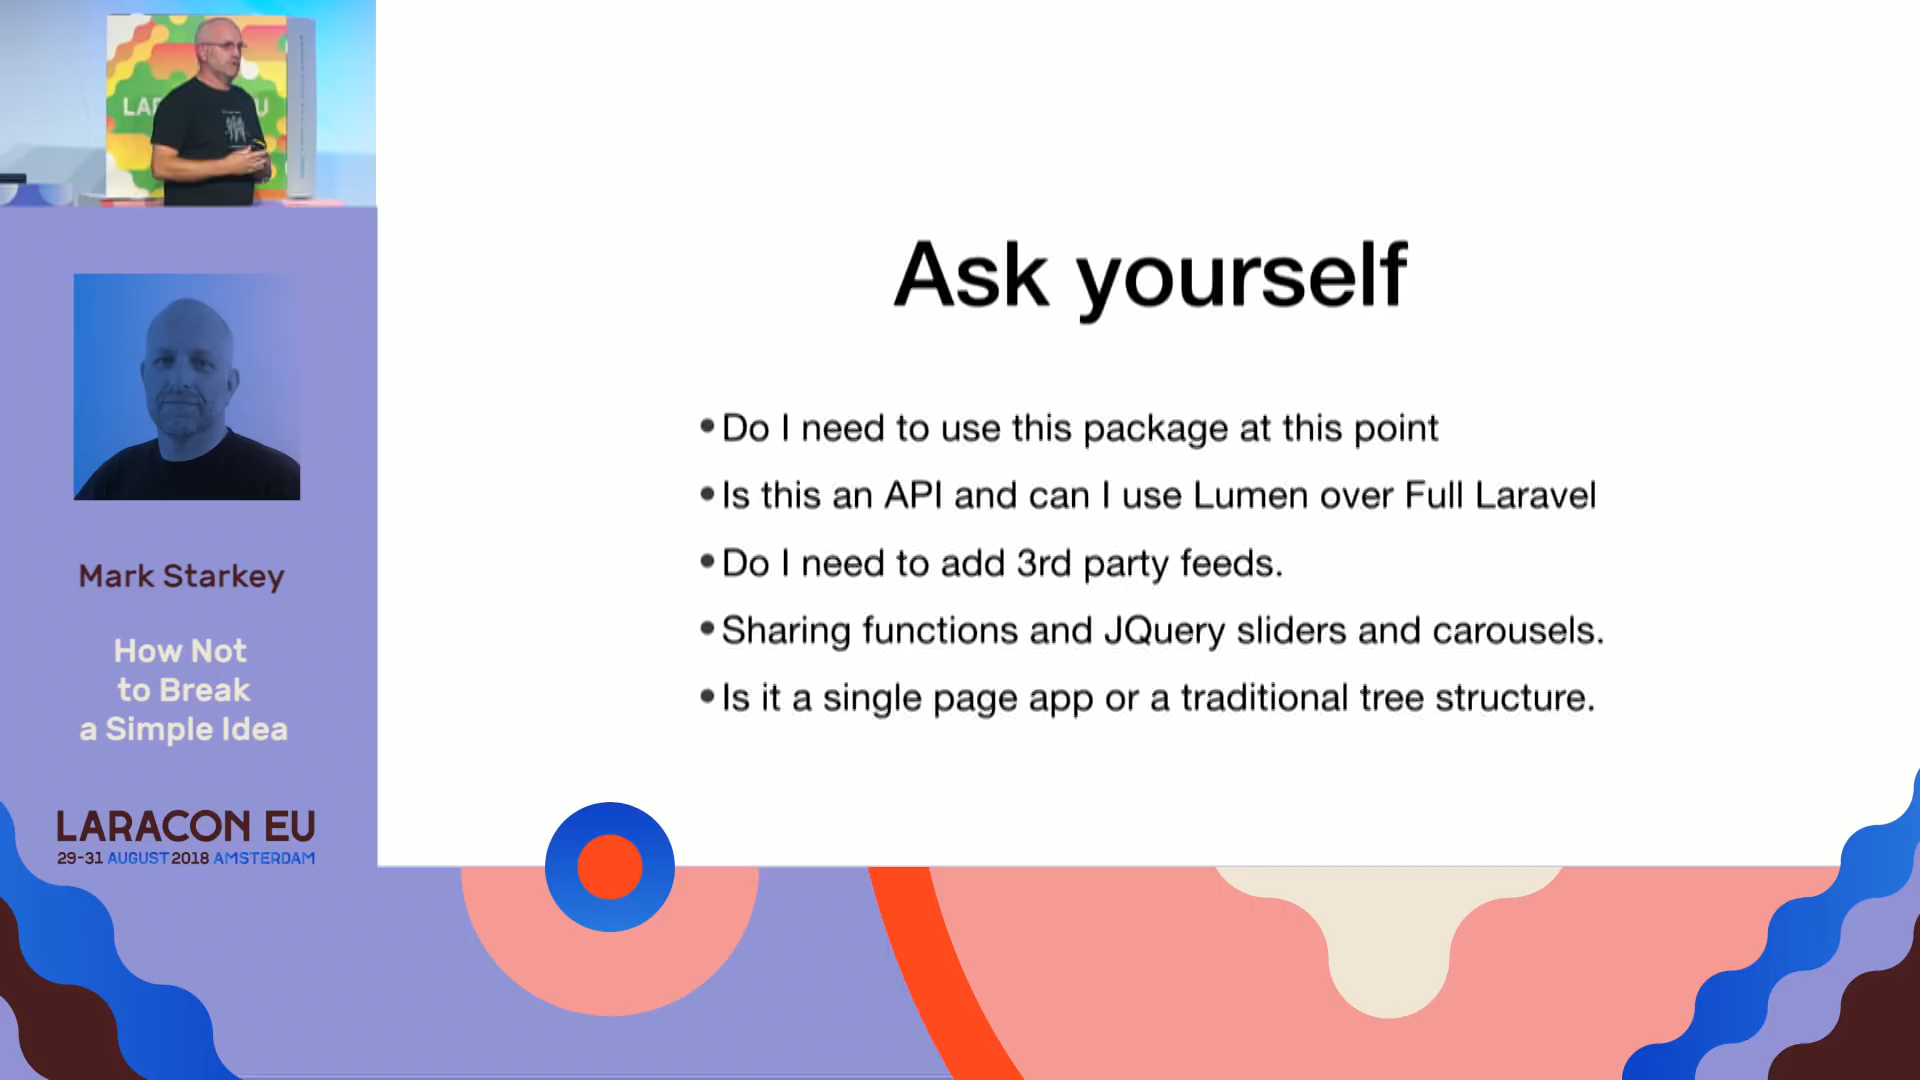 LAR EU
Mark Starkey
How Not
to Break
a Simple Idea
LARACON EU
29-31 AUGUST 2018 AMSTERDAM
Ask yourself
•Do I need to use this package at this point
•Is this an API and can I use Lumen over Full Laravel
•Do I need to add 3rd party feeds.
•Sharing functions and JQuery sliders and carousels.
•Is it a single page app or a traditional tree structure.